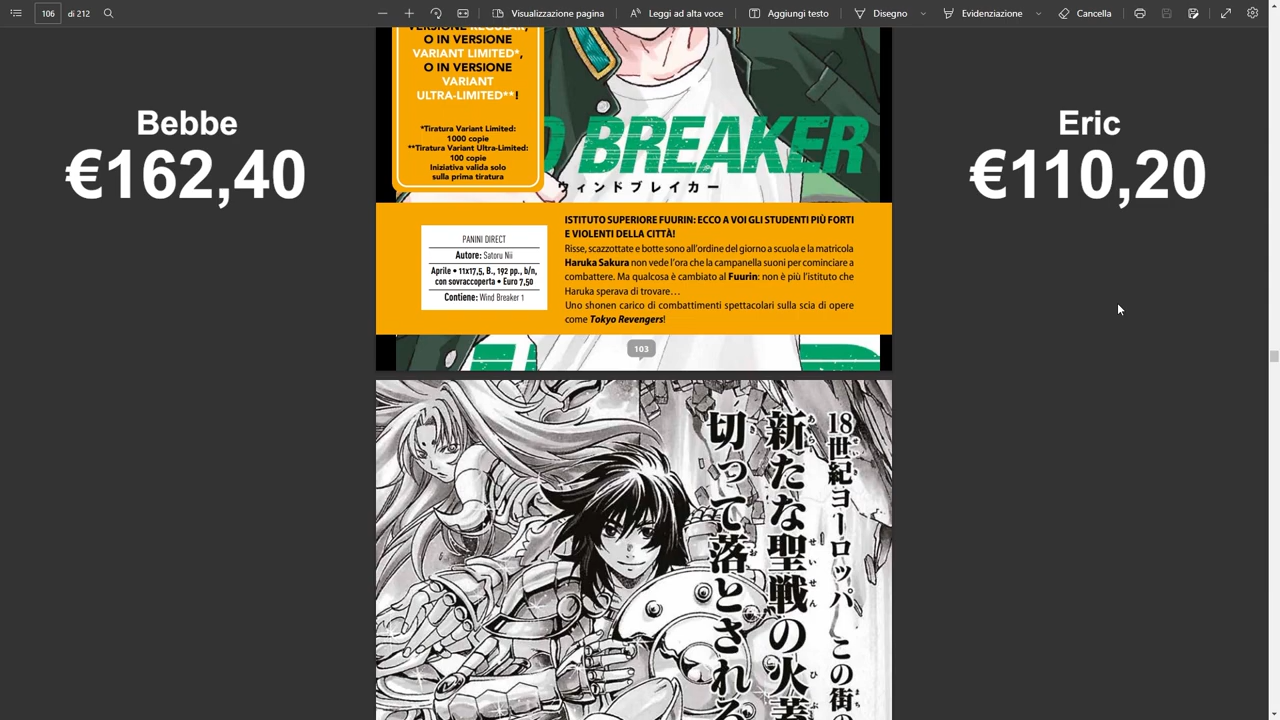 106
di 212
Visualizzazione pagina
Leggi ad alta voce
Aggiungi testo
Disegno
Evidenziazione
Cancella
Bebbe
€162,40
Eric
€110,20
VERSIONE REGULAR,
O IN VERSIONE
VARIANT LIMITED*,
O IN VERSIONE
VARIANT
ULTRA-LIMITED**!
*Tiratura Variant Limited:
1000 copie
**Tiratura Variant Ultra-Limited:
100 copie
Iniziativa valida solo
sulla prima tiratura
D BREAKER
ウィンドブレイカー
PANINI DIRECT
Autore: Satoru Nii
Aprile • 11x17,5, B., 192 pp., b/n,
con sovraccoperta • Euro 7,50
Contiene: Wind Breaker 1
ISTITUTO SUPERIORE FUURIN: ECCO A VOI GLI STUDENTI PIÙ FORTI
E VIOLENTI DELLA CITTÀ!
Risse, scazzottate e botte sono all'ordine del giorno a scuola e la matricola
Haruka Sakura non vede l'ora che la campanella suoni per cominciare a
combattere. Ma qualcosa è cambiato al Fuurin: non è più l'istituto che
Haruka sperava di trovare…
Uno shonen carico di combattimenti spettacolari sulla scia di opere
come Tokyo Revengers!
103
18世紀ヨーロッパ この街の
新たな聖戦の火蓋
切って落とされる